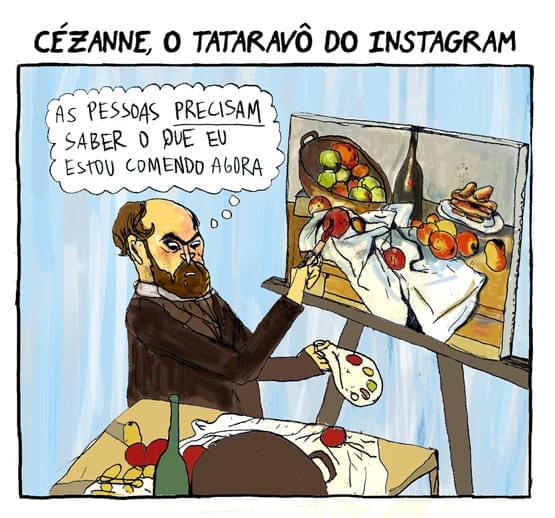 CÉZANNE, O TATARAVÔ DO INSTAGRAM
AS PESSOAS PRECISAM
SABER O QUE EU
ESTOU COMENDO AGORA